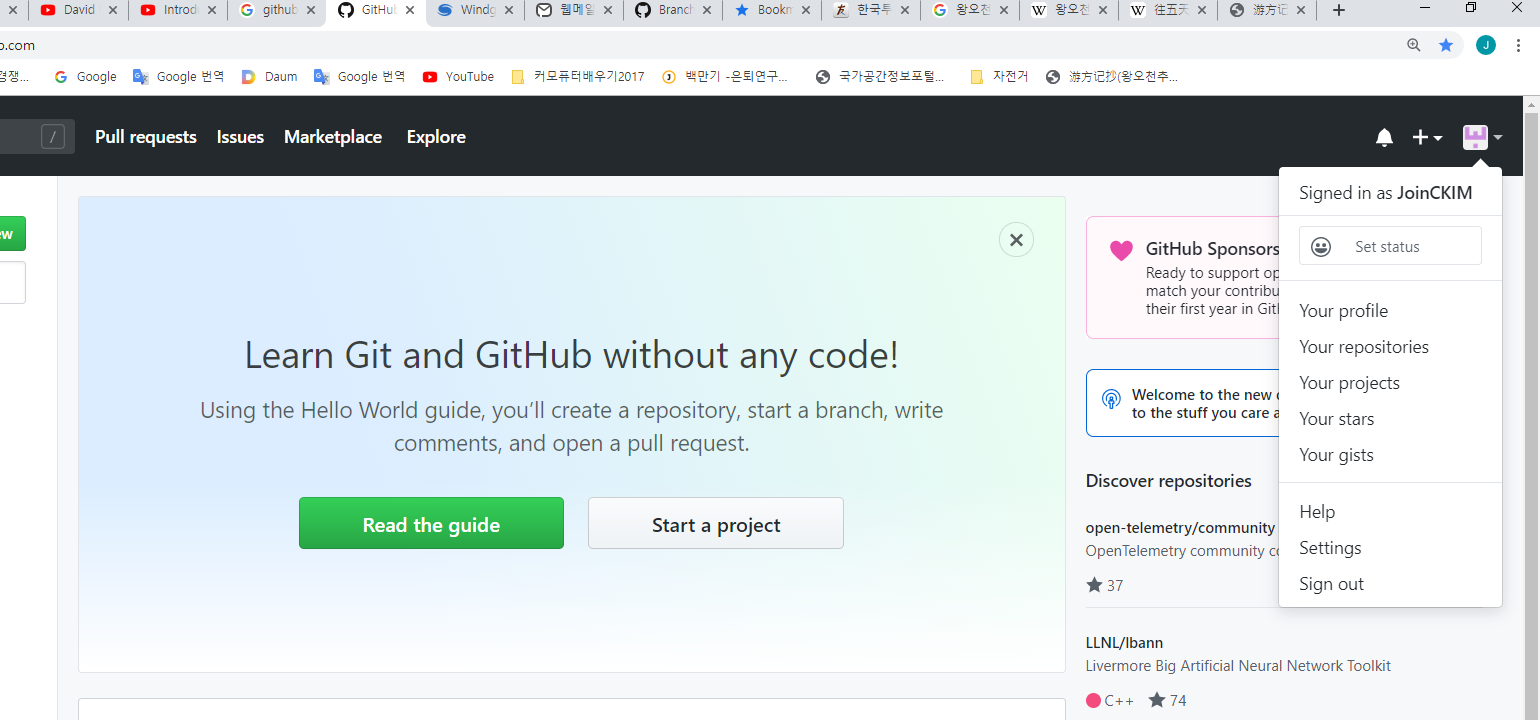 David
Introd
github
GitHub
Windg
웹메일
Branch
Bookm
한국투
왕오천
왕오천
往五天
游方记
o.com
J
경쟁...
Google
Google 번역
Daum
Google 번역
YouTube
커모퓨터배우기2017
백만기 -은퇴연구...
국가공간정보포털...
자전거
游方记抄(왕오천추...
/
Pull requests
Issues
Marketplace
Explore
Signed in as JoinCKIM
Set status
Your profile
Your repositories
Your projects
Your stars
Your gists
Help
Settings
Sign out
ew
Learn Git and GitHub without any code!
Using the Hello World guide, you’ll create a repository, start a branch, write
comments, and open a pull request.
Read the guide
Start a project
GitHub Sponsors
Ready to support op
match your contribu
their first year in GitH
Welcome to the new
to the stuff you care a
Discover repositories
open-telemetry/community
OpenTelemetry community co
37
LLNL/lbann
Livermore Big Artificial Neural Network Toolkit
C++
74